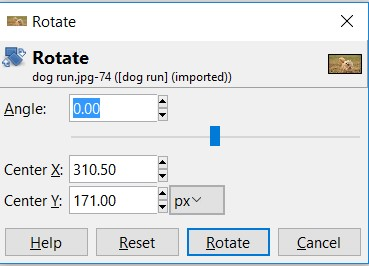 Rotate
Rotate
dog run.jpg-74 ([dog run] (imported))
Angle: 0.00
Center X: 310.50
Center Y: 171.00 px
Help Reset Rotate Cancel